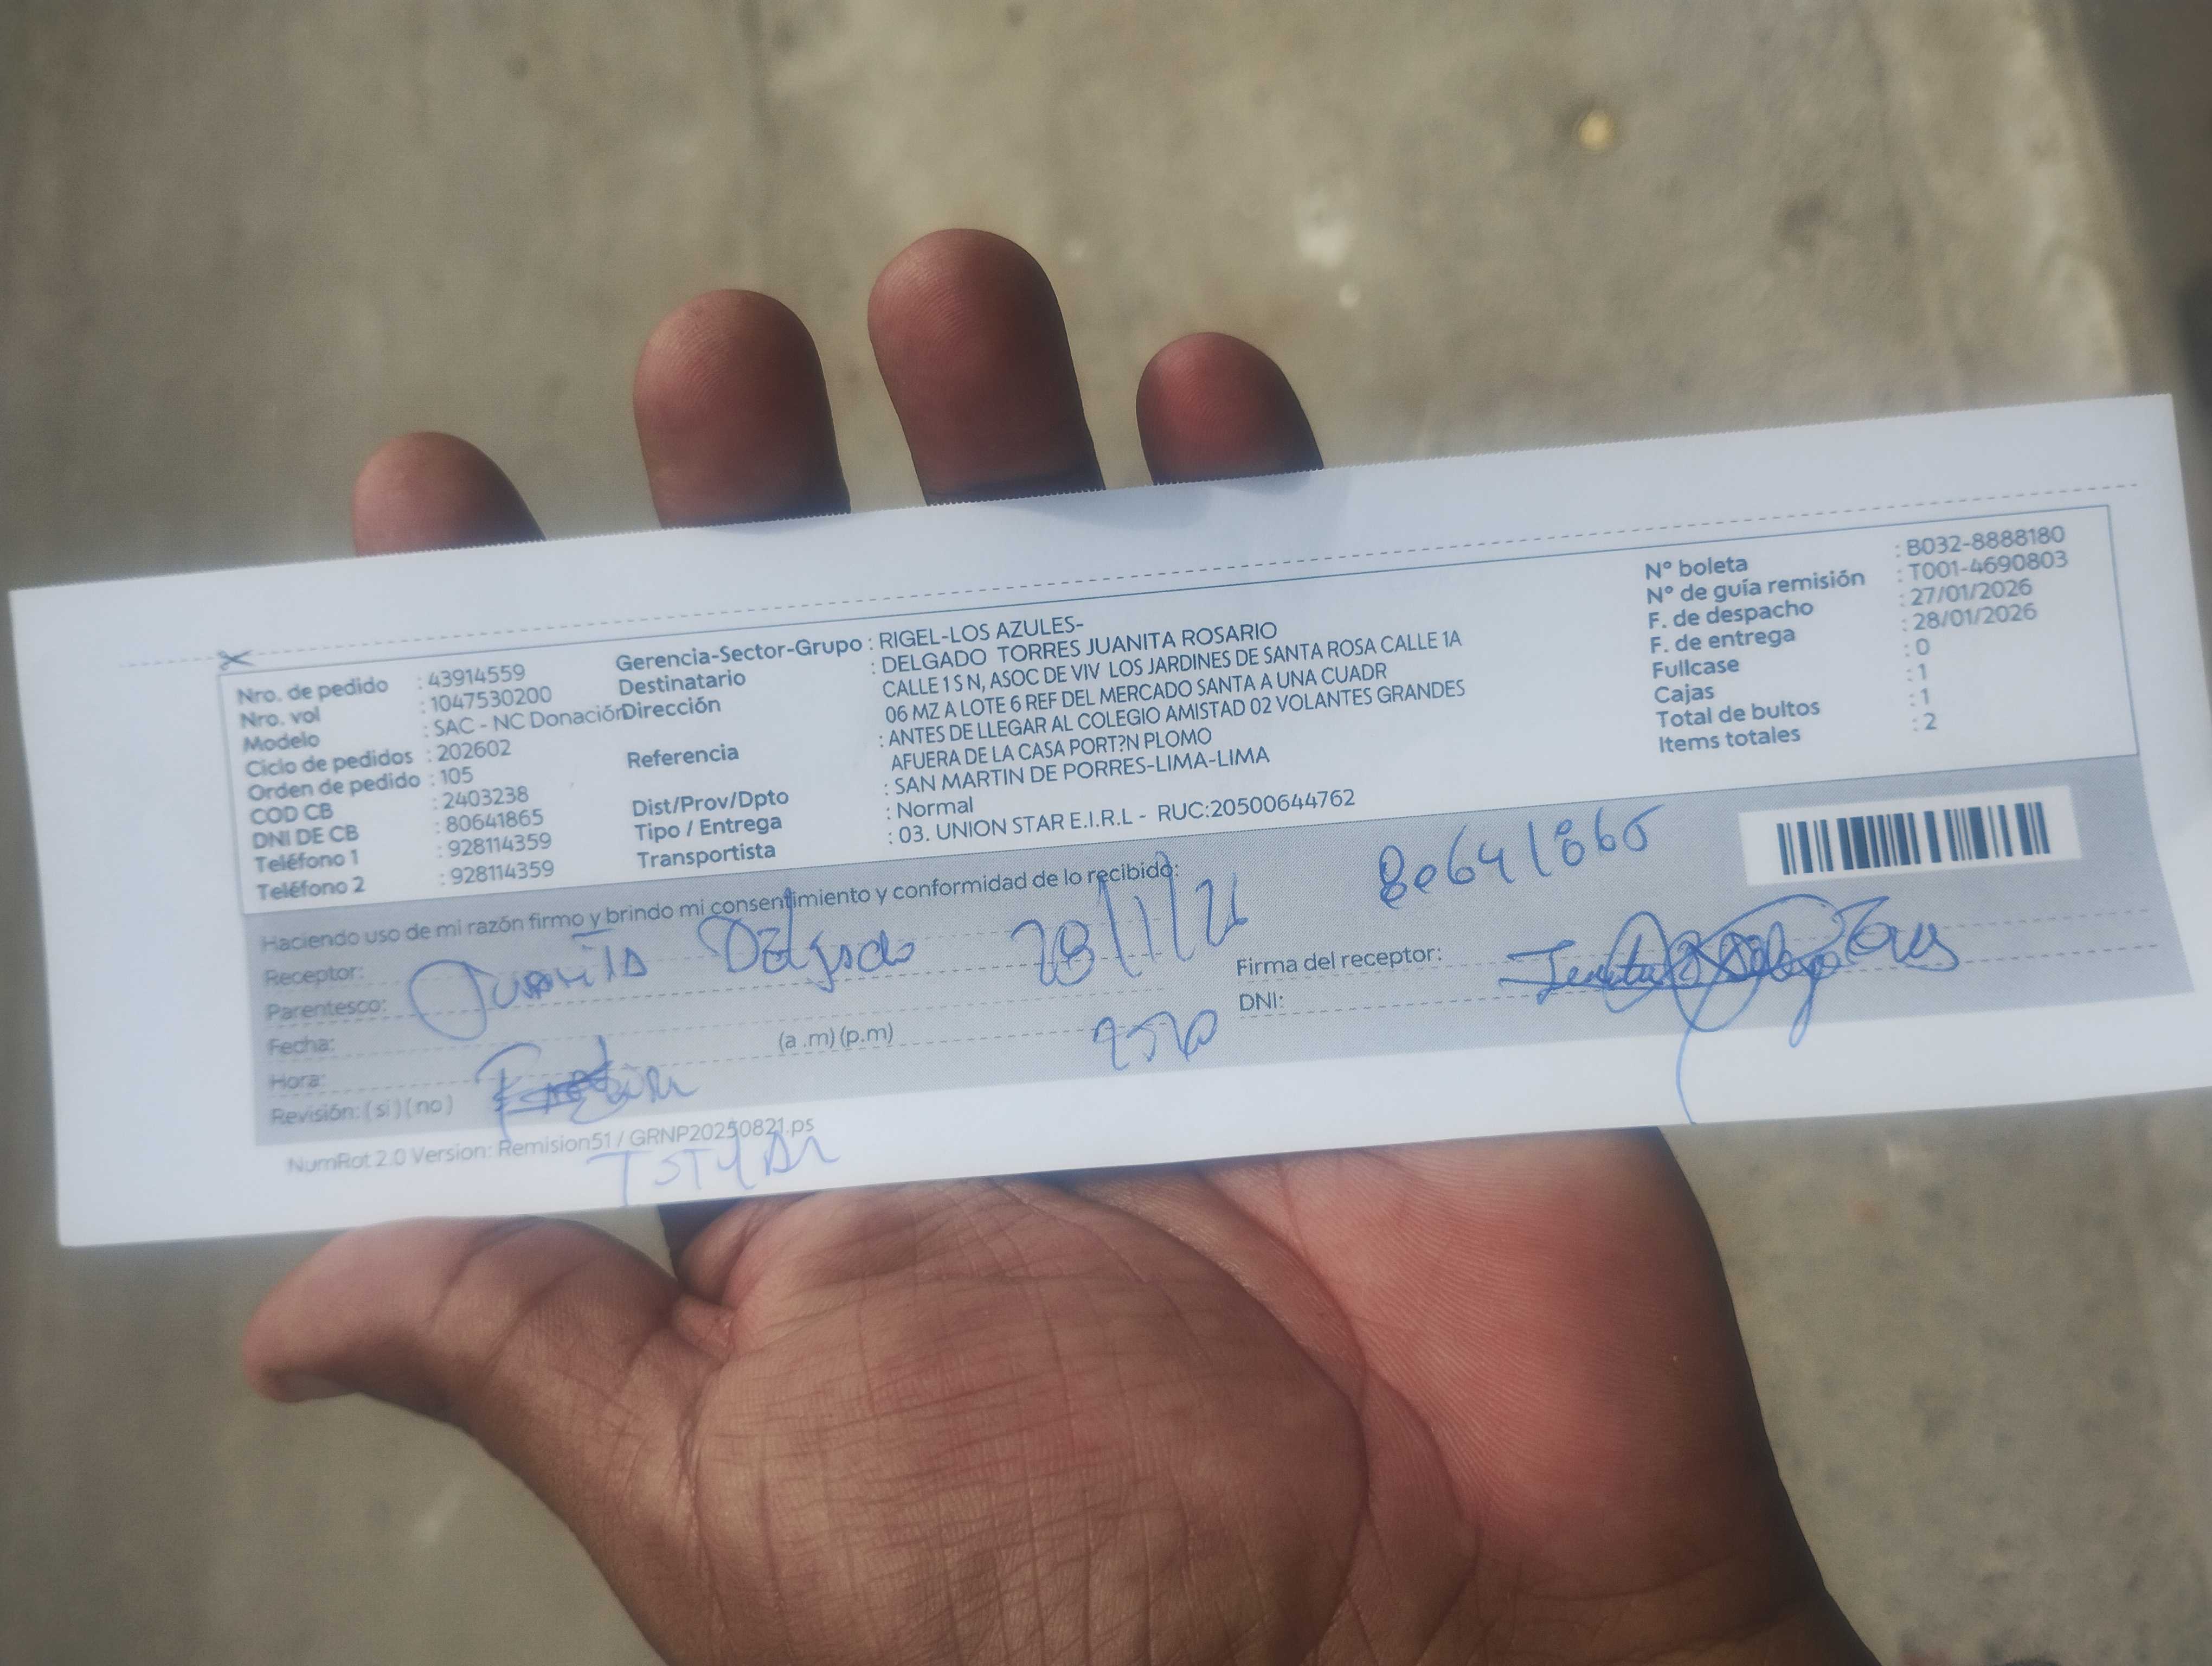 Nro. de pedido : 43914559
Nro. vol : 1047530200
Modelo : SAC - NC Donación
Ciclo de pedidos : 202602
Orden de pedido : 105
COD CB : 2403238
DNI DE CB : 80641865
Teléfono 1 : 928114359
Teléfono 2 : 928114359
Gerencia-Sector-Grupo : RIGEL-LOS AZULES-
Destinatario : DELGADO TORRES JUANITA ROSARIO
Dirección CALLE 1 S N, ASOC DE VIV LOS JARDINES DE SANTA ROSA CALLE 1A
06 MZ A LOTE 6 REF DEL MERCADO SANTA A UNA CUADR
Referencia : ANTES DE LLEGAR AL COLEGIO AMISTAD 02 VOLANTES GRANDES
AFUERA DE LA CASA PORT?N PLOMO
Dist/Prov/Dpto : SAN MARTIN DE PORRES-LIMA-LIMA
Tipo / Entrega : Normal
Transportista : 03. UNION STAR E.I.R.L - RUC:20500644762
N° boleta : B032-8888180
N° de guía remisión : T001-4690803
F. de despacho : 27/01/2026
F. de entrega : 28/01/2026
Fullcase : 0
Cajas : 1
Total de bultos : 1
Items totales : 2
Haciendo uso de mi razón firmo y brindo mi consentimiento y conformidad de lo recibido:
80641865
Receptor: Juanita Delgado 28/1/26
Parentesco:
Fecha:
Hora: (a .m) (p.m)
Revisión: ( si ) ( no )
Firma del receptor:
DNI:
NumRot 2.0 Version: Remision51 / GRNP20250821.ps